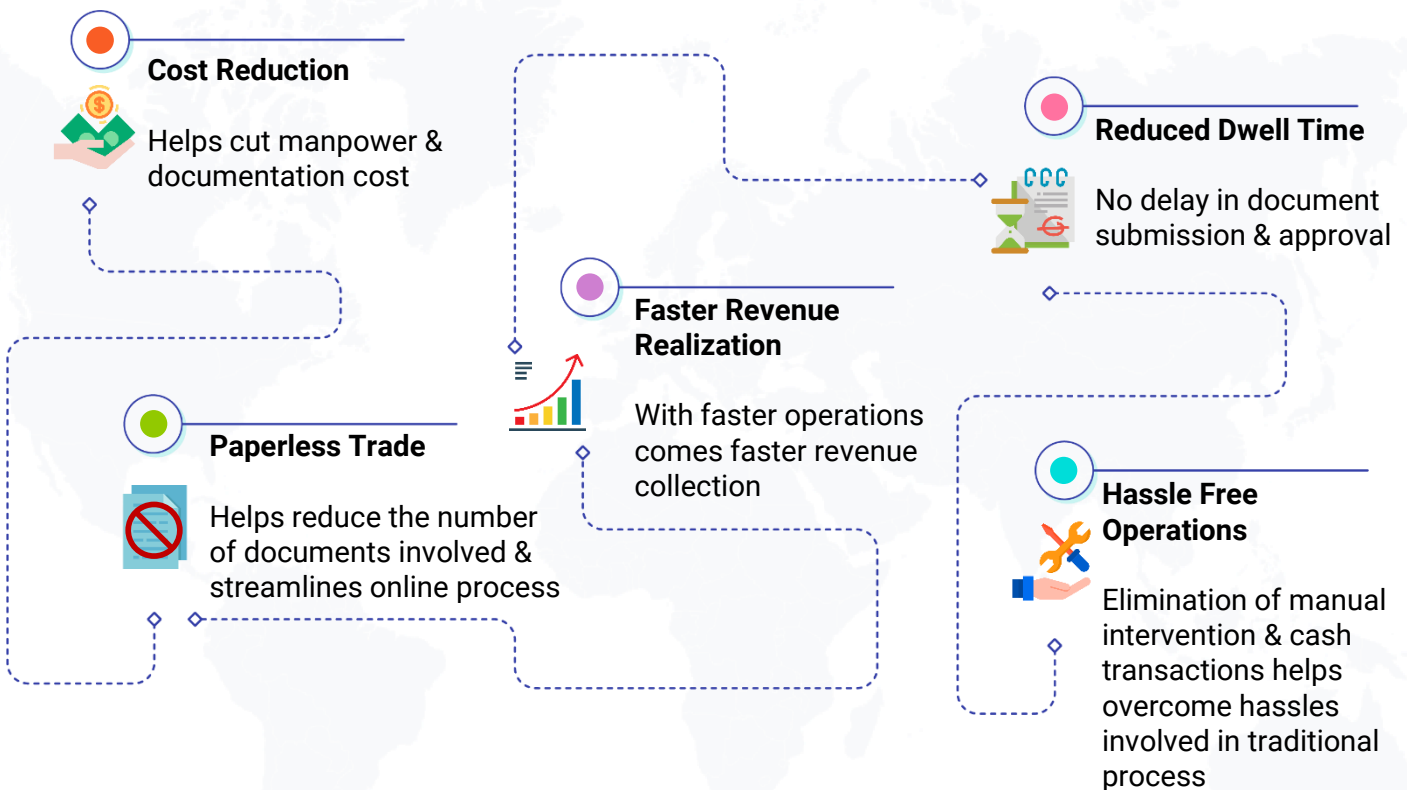 Cost Reduction
Helps cut manpower &
documentation cost
Paperless Trade
Helps reduce the number
of documents involved &
streamlines online process
Faster Revenue
Realization
With faster operations
comes faster revenue
collection
Reduced Dwell Time
No delay in document
submission & approval
Hassle Free
Operations
Elimination of manual
intervention & cash
transactions helps
overcome hassles
involved in traditional
process